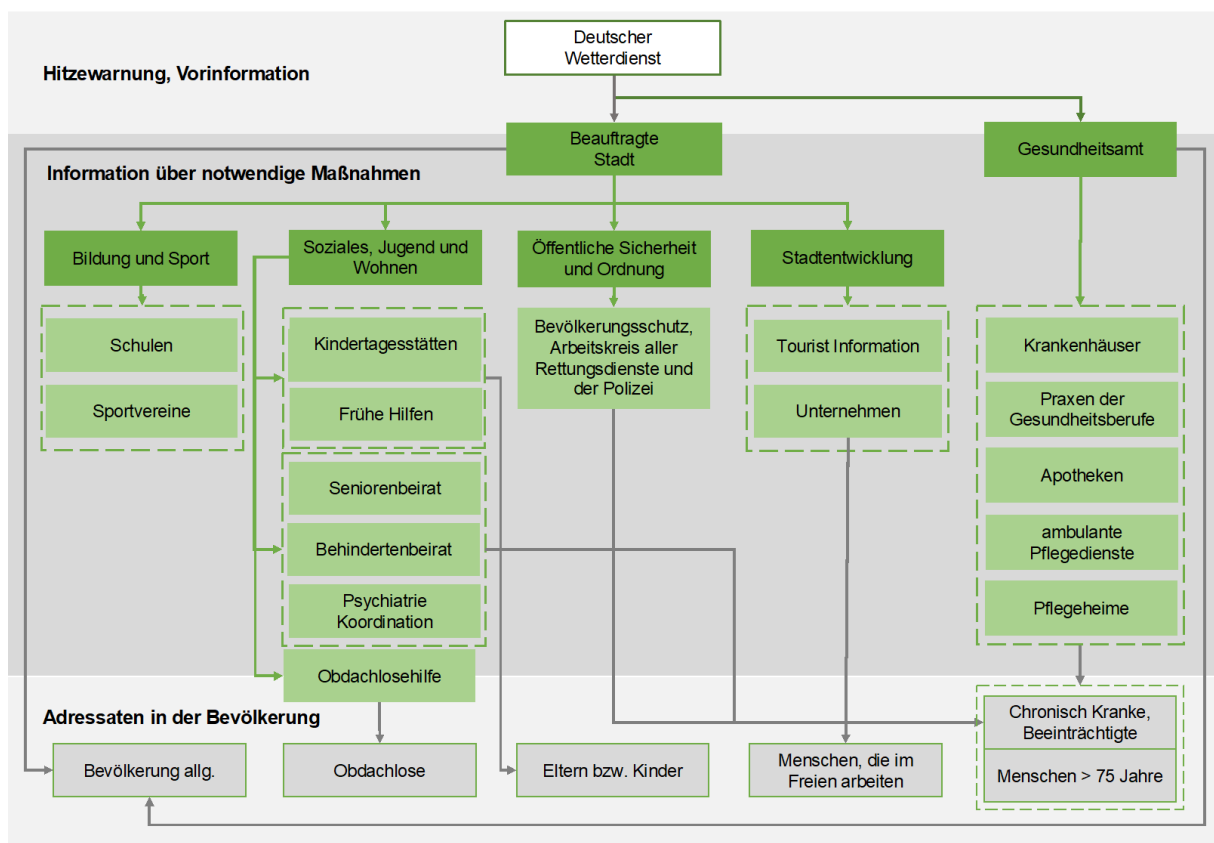 Deutscher
Wetterdienst
Hitzewarnung, Vorinformation
Beauftragte
Stadt
Gesundheitsamt
Information über notwendige Maßnahmen
Bildung und Sport
Soziales, Jugend und
Wohnen
Öffentliche Sicherheit
und Ordnung
Stadtentwicklung
Schulen
Sportvereine
Kindertagesstätten
Frühe Hilfen
Seniorenbeirat
Behindertenbeirat
Psychiatrie
Koordination
Obdachlosehilfe
Bevölkerungsschutz,
Arbeitskreis aller
Rettungsdienste und
der Polizei
Tourist Information
Unternehmen
Krankenhäuser
Praxen der
Gesundheitsberufe
Apotheken
ambulante
Pflegedienste
Pflegeheime
Adressaten in der Bevölkerung
Bevölkerung allg.
Obdachlose
Eltern bzw. Kinder
Menschen, die im
Freien arbeiten
Chronisch Kranke,
Beeinträchtigte
Menschen > 75 Jahre